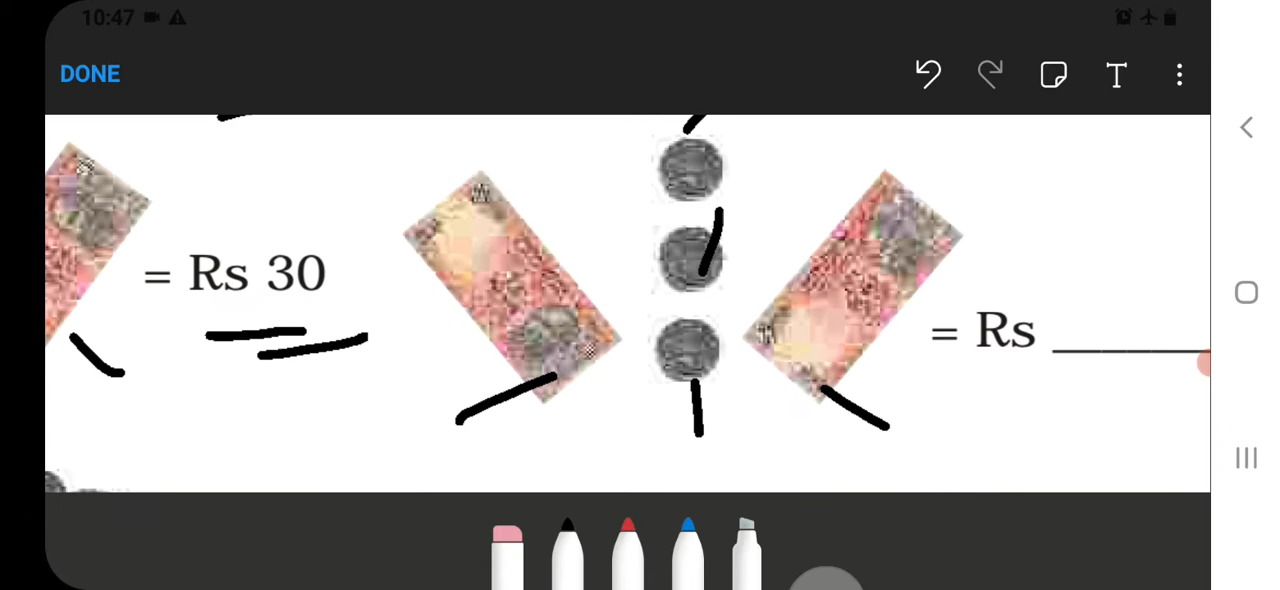 10:47
DONE
T
= Rs 30
= Rs